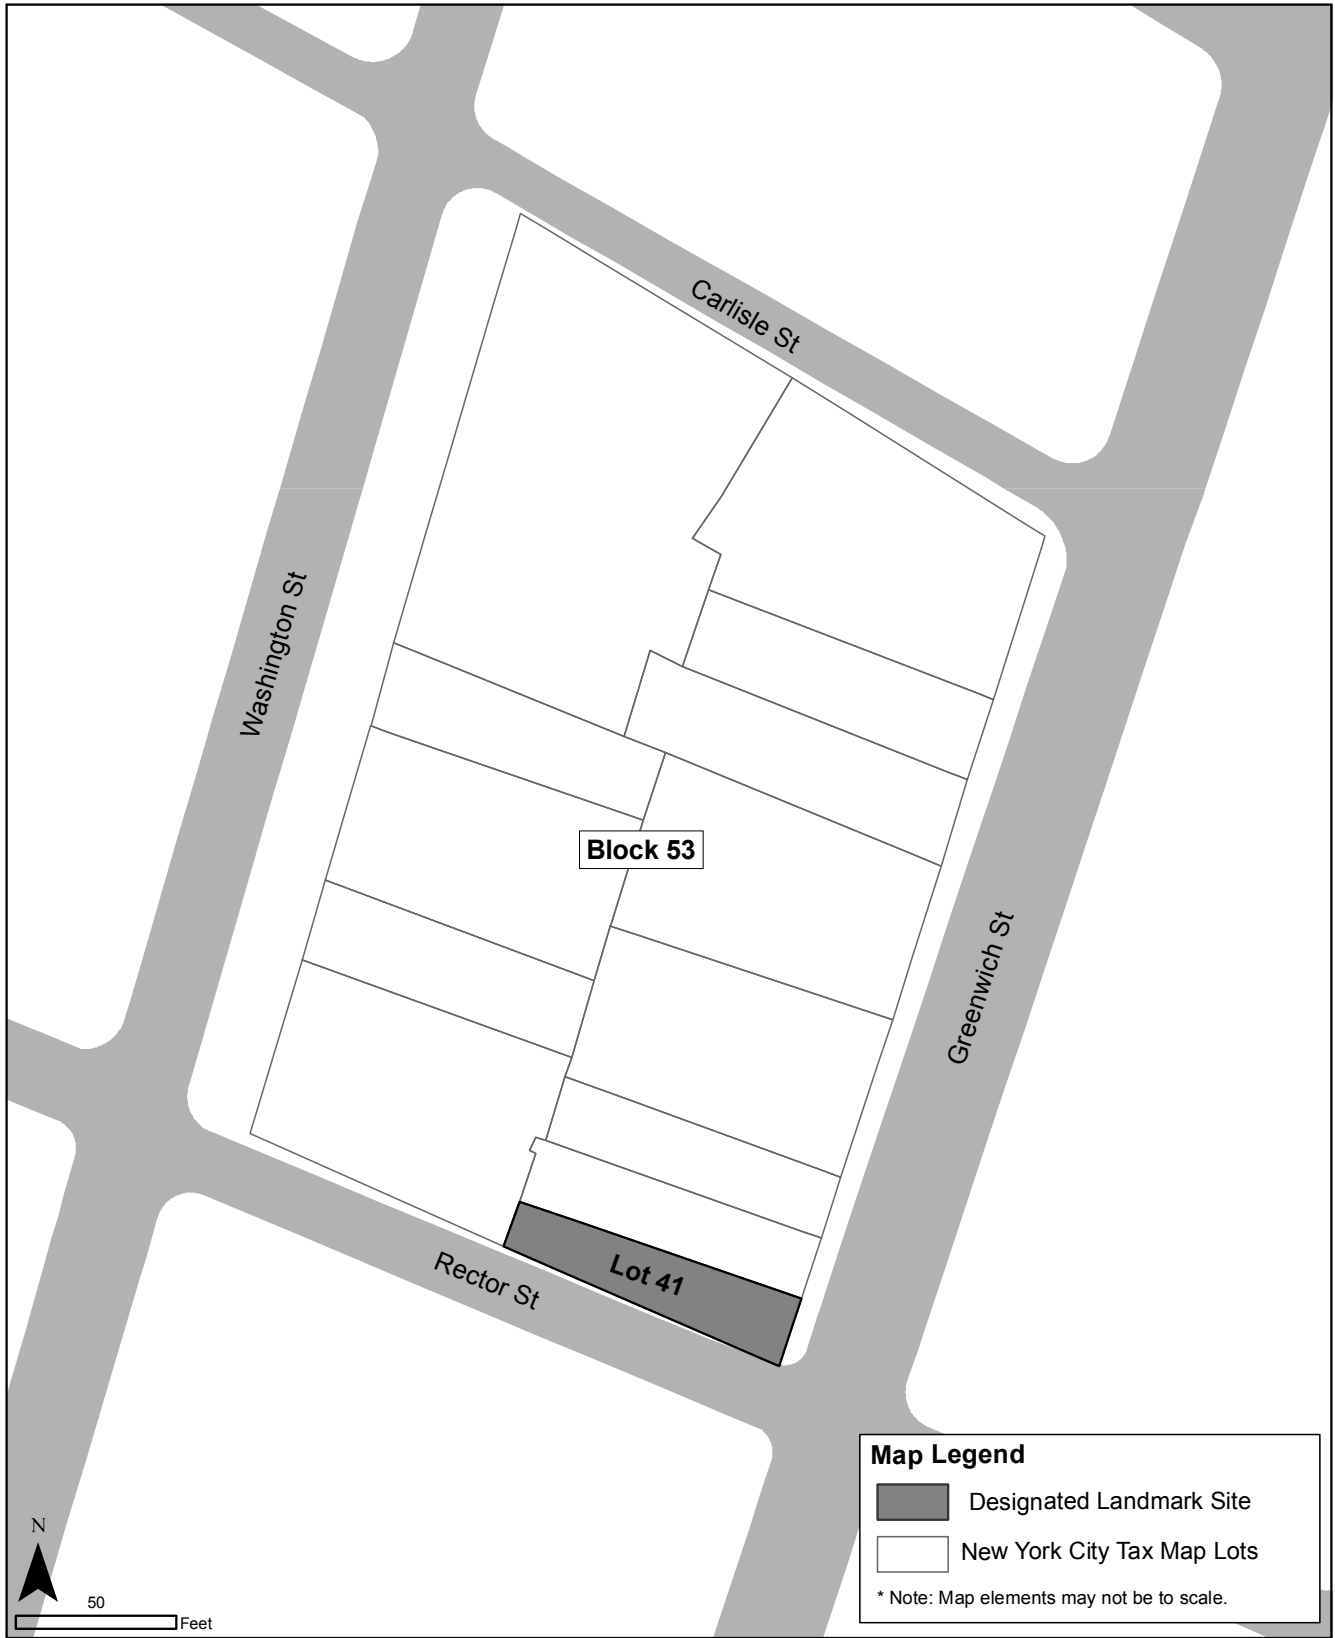 Carlisle St
Washington St
Block 53
Greenwich St
Lot 41
Rector St
Map Legend
Designated Landmark Site
New York City Tax Map Lots
* Note: Map elements may not be to scale.
N
50
Feet